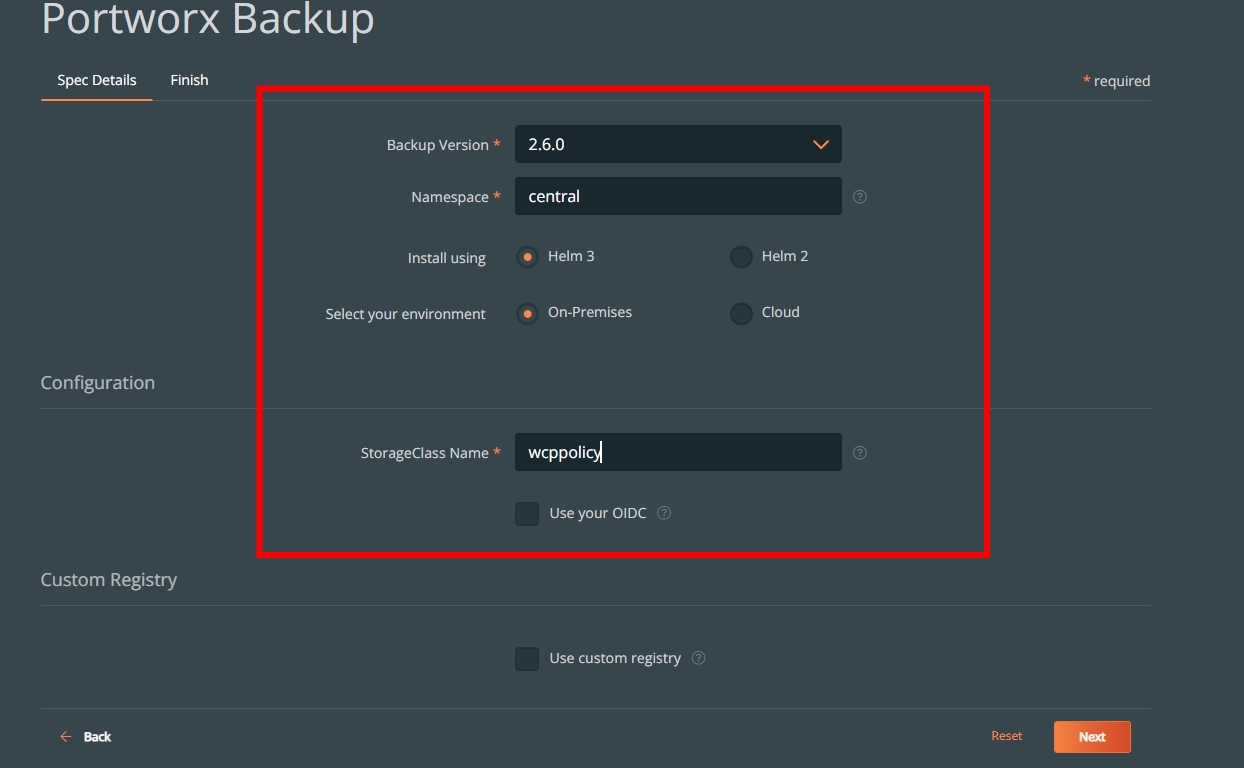 Portworx Backup
Spec Details Finish * required
Backup Version * 2.6.0
Namespace * central ?
Install using Helm 3 Helm 2
Select your environment On-Premises Cloud
Configuration
StorageClass Name * wcppolicy ?
Use your OIDC ?
Custom Registry
Use custom registry ?
← Back Reset Next